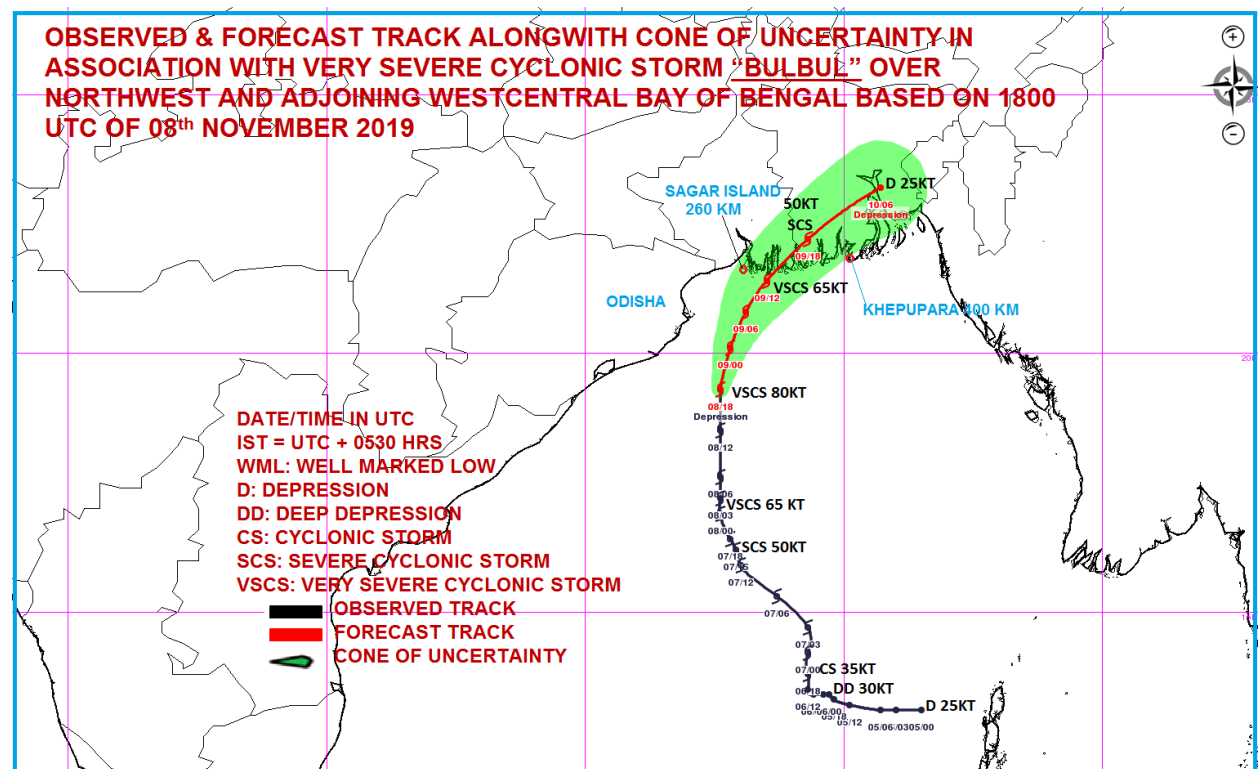 OBSERVED & FORECAST TRACK ALONGWITH CONE OF UNCERTAINTY IN
ASSOCIATION WITH VERY SEVERE CYCLONIC STORM “BULBUL” OVER
NORTHWEST AND ADJOINING WESTCENTRAL BAY OF BENGAL BASED ON 1800
UTC OF 08th NOVEMBER 2019
D 25KT
SAGAR ISLAND
260 KM
50KT
SCS
10/06
Depression
09/18
VSCS 65KT
09/12
ODISHA
KHEPUPARA 400 KM
09/06
09/00
VSCS 80KT
08/18
Depression
08/12
DATE/TIME IN UTC
IST = UTC + 0530 HRS
WML: WELL MARKED LOW
D: DEPRESSION
DD: DEEP DEPRESSION
CS: CYCLONIC STORM
SCS: SEVERE CYCLONIC STORM
VSCS: VERY SEVERE CYCLONIC STORM
OBSERVED TRACK
FORECAST TRACK
CONE OF UNCERTAINTY
08/06
VSCS 65 KT
08/03
08/00
SCS 50KT
07/18
07/12
07/06
07/03
07/00
CS 35KT
06/18
DD 30KT
06/12
06/00
05/18
05/12
D 25KT
05/06
05/00